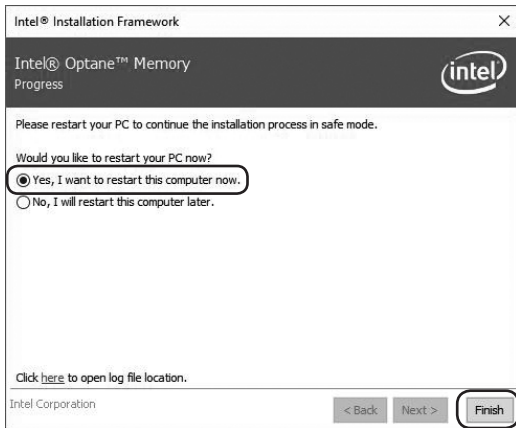 Intel® Installation Framework
Intel® Optane™ Memory
Progress
intel
Please restart your PC to continue the installation process in safe mode.
Would you like to restart your PC now?
Yes, I want to restart this computer now.
No, I will restart this computer later.
Click here to open log file location.
Intel Corporation
< Back Next > Finish